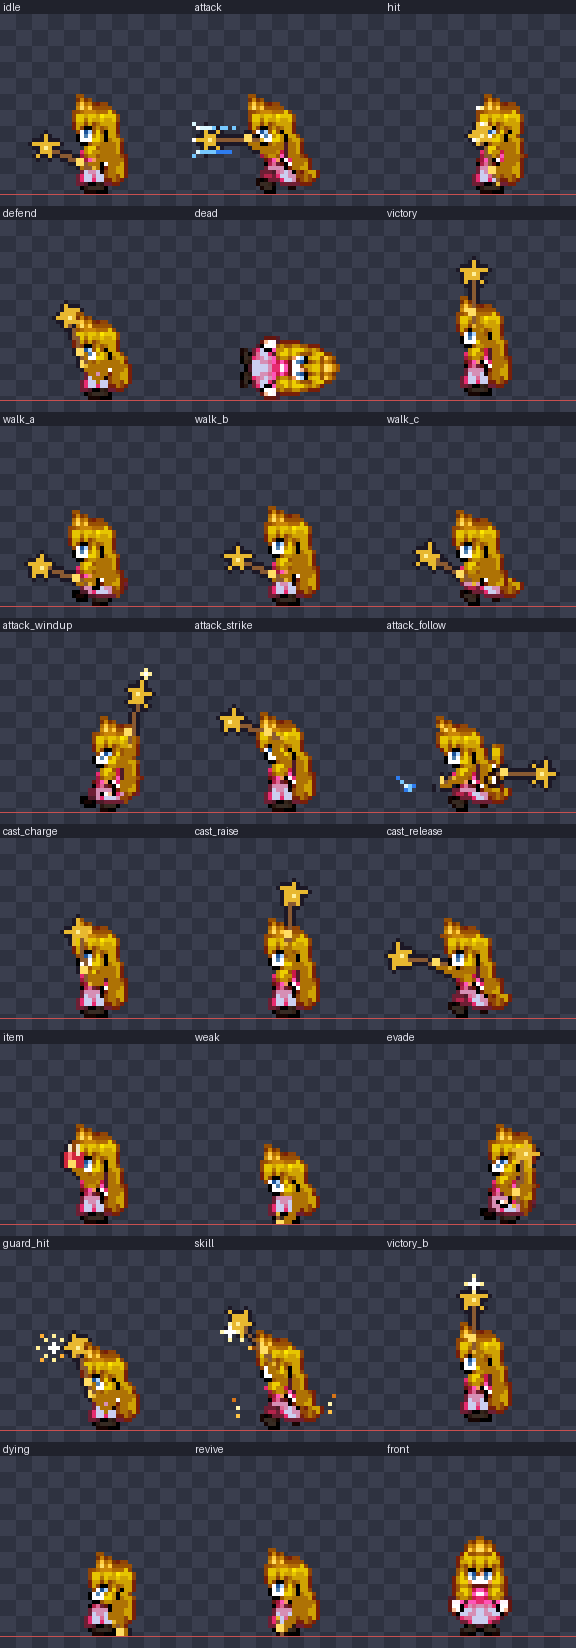 idle attack hit
defend dead victory
walk_a walk_b walk_c
attack_windup attack_strike attack_follow
cast_charge cast_raise cast_release
item weak evade
guard_hit skill victory_b
dying revive front